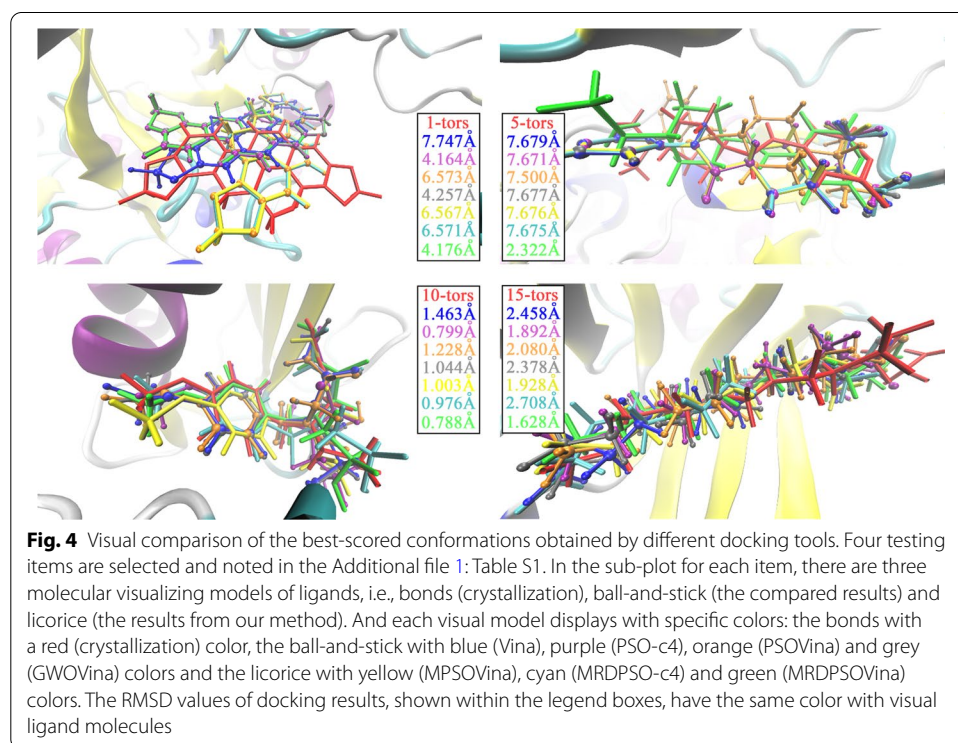 1-tors
7.747Å
4.164Å
6.573Å
4.257Å
6.567Å
6.571Å
4.176Å
5-tors
7.679Å
7.671Å
7.500Å
7.677Å
7.676Å
7.675Å
2.322Å
10-tors
1.463Å
0.799Å
1.228Å
1.044Å
1.003Å
0.976Å
0.788Å
15-tors
2.458Å
1.892Å
2.080Å
2.378Å
1.928Å
2.708Å
1.628Å
Fig. 4 Visual comparison of the best-scored conformations obtained by different docking tools. Four testing
items are selected and noted in the Additional file 1: Table S1. In the sub-plot for each item, there are three
molecular visualizing models of ligands, i.e., bonds (crystallization), ball-and-stick (the compared results) and
licorice (the results from our method). And each visual model displays with specific colors: the bonds with
a red (crystallization) color, the ball-and-stick with blue (Vina), purple (PSO-c4), orange (PSOVina) and grey
(GWOVina) colors and the licorice with yellow (MPSOVina), cyan (MRDPSO-c4) and green (MRDPSOVina)
colors. The RMSD values of docking results, shown within the legend boxes, have the same color with visual
ligand molecules